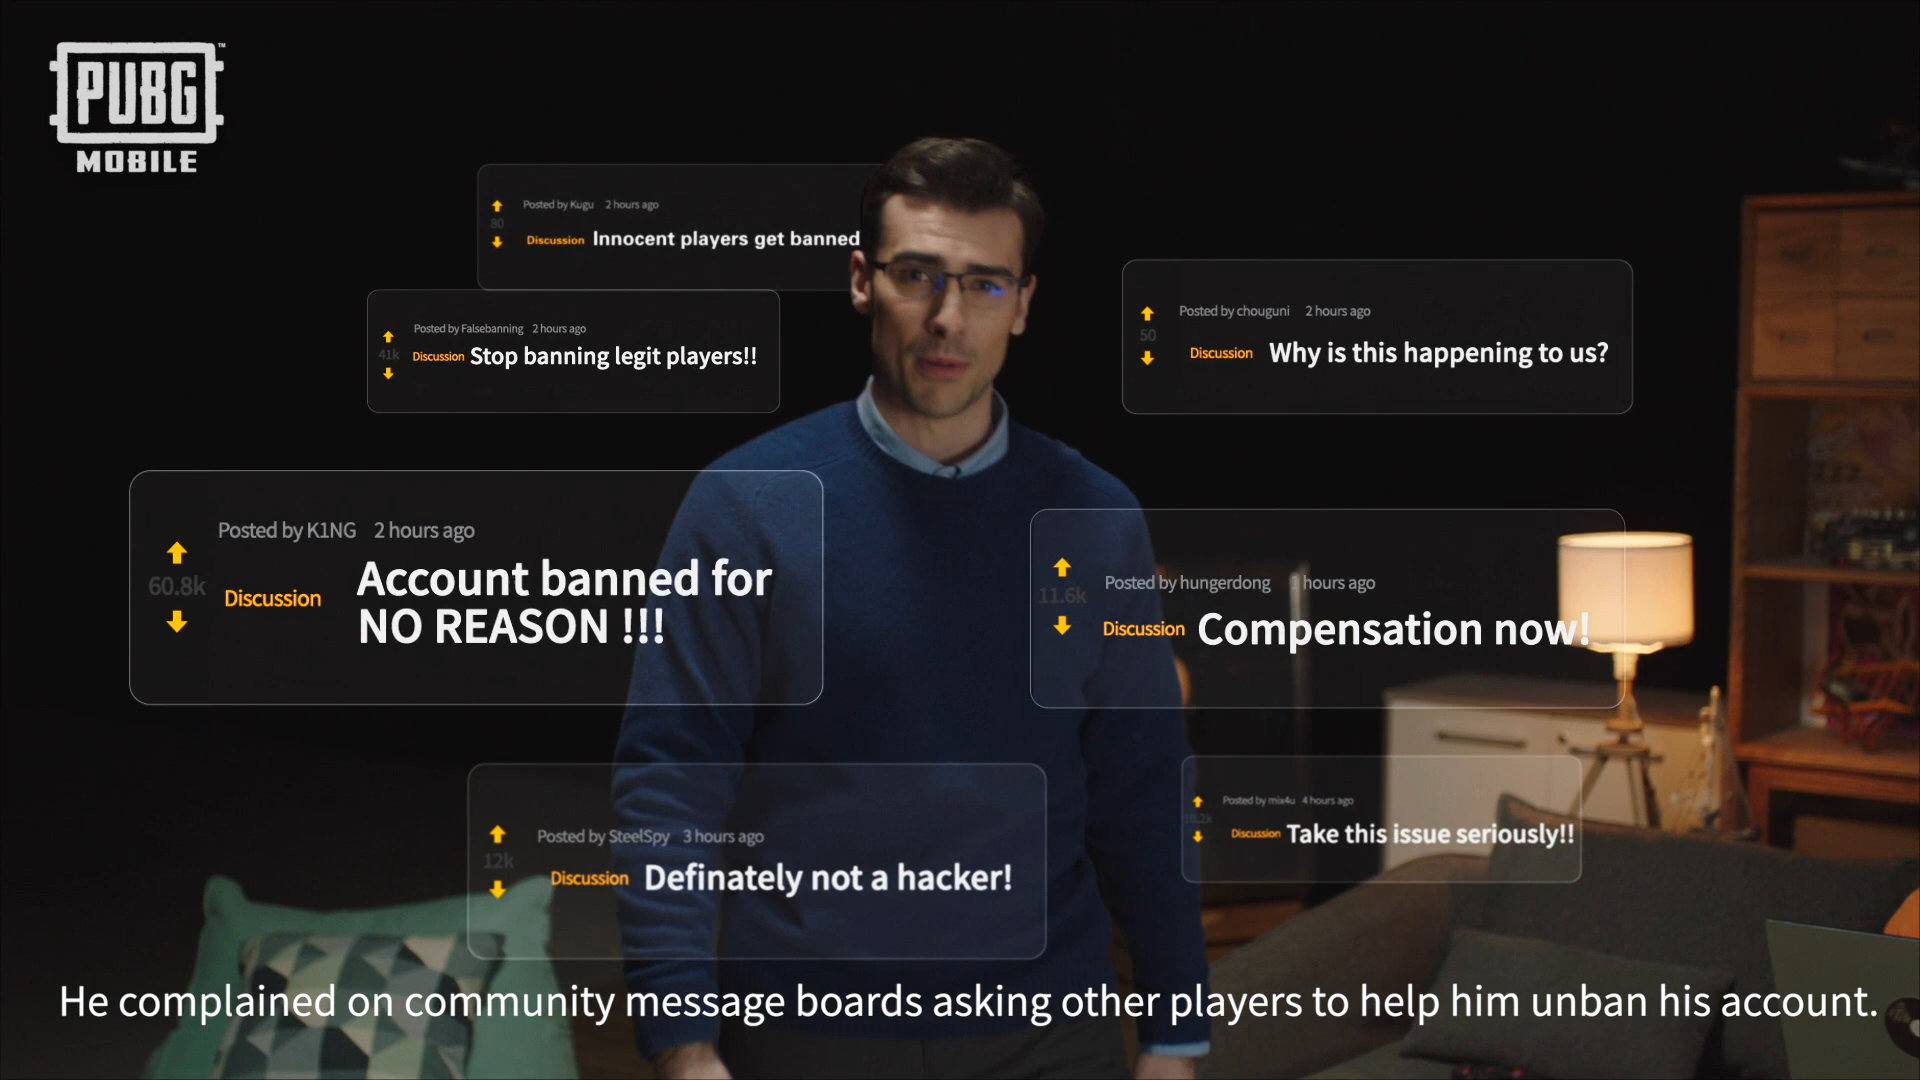 PUBG
™
MOBILE
Posted by Kugu 2 hours ago
80
Discussion Innocent players get banned
Posted by Falsebanning 2 hours ago
41k
Discussion Stop banning legit players!!
Posted by chouguni 2 hours ago
50
Discussion Why is this happening to us?
Posted by K1NG 2 hours ago
60.8k
Discussion Account banned for
NO REASON !!!
Posted by hungerdong hours ago
11.6k
Discussion Compensation now!
Posted by SteelSpy 3 hours ago
12k
Discussion Definately not a hacker!
Posted by mix4u 4 hours ago
Discussion Take this issue seriously!!
He complained on community message boards asking other players to help him unban his account.